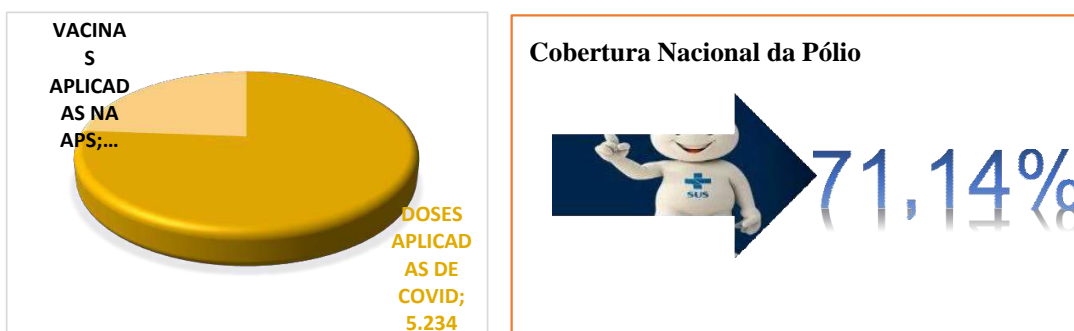 VACINA
S
APLICAD
AS NA
APS;...
DOSES
APLICAD
AS DE
COVID;
5.234
Cobertura Nacional da Pólio
SUS
71,14%